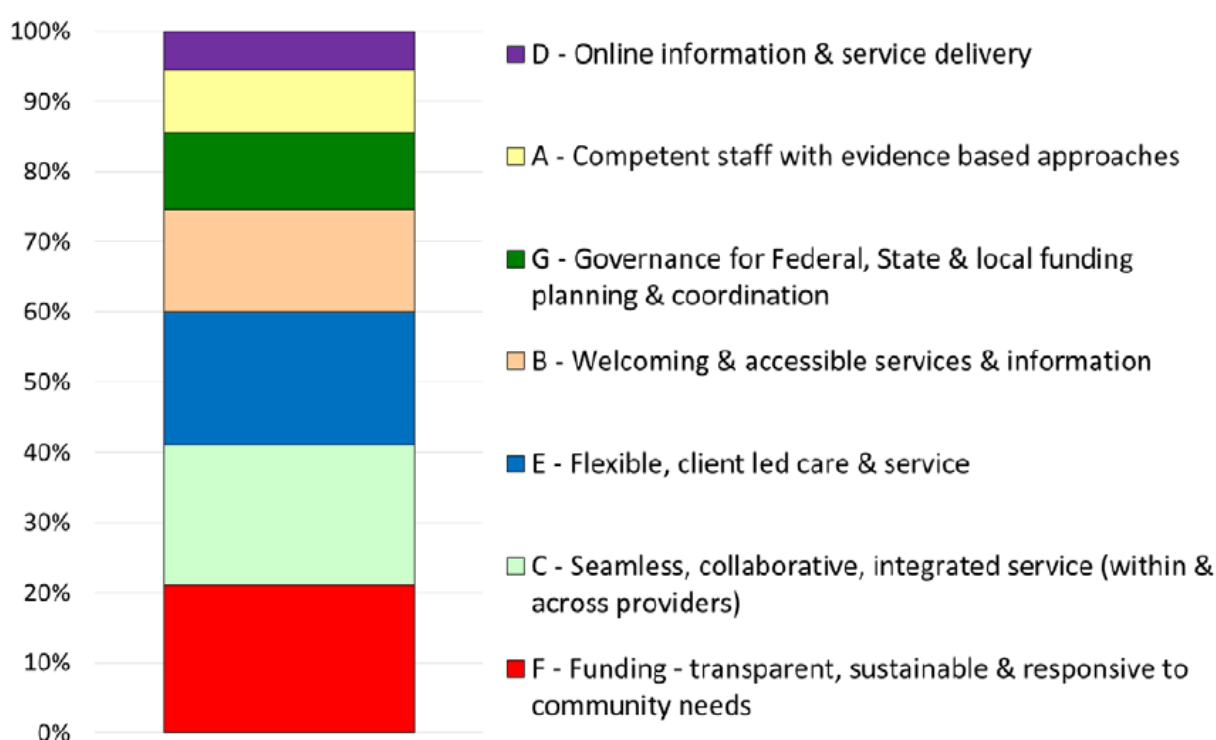 100%
90%
80%
70%
60%
50%
40%
30%
20%
10%
0%
D - Online information & service delivery
A - Competent staff with evidence based approaches
G - Governance for Federal, State & local funding
planning & coordination
B - Welcoming & accessible services & information
E - Flexible, client led care & service
C - Seamless, collaborative, integrated service (within &
across providers)
F - Funding - transparent, sustainable & responsive to
community needs